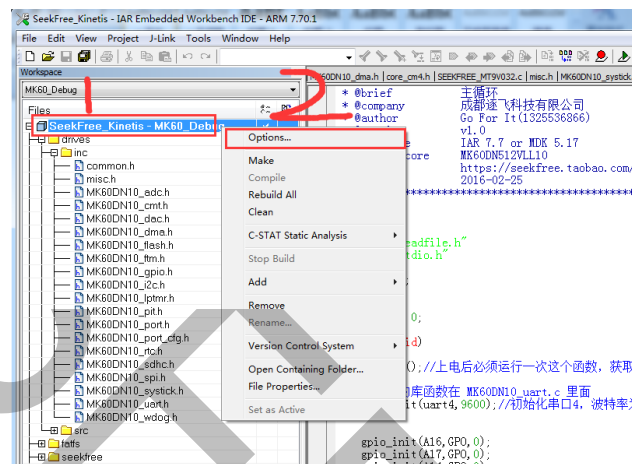 SeekFree_Kinetis - IAR Embedded Workbench IDE - ARM 7.70.1
File Edit View Project J-Link Tools Window Help
Workspace
MK60DN10_dma.h | core_cm4.h | SEEKFREE_MT9V032.c | misc.h | MK60DN10_systick.
MK60_Debug
1
2
Files
SeekFree_Kinetis - MK60_Debug
drives
inc
common.h
misc.h
MK60DN10_adc.h
MK60DN10_cmt.h
MK60DN10_dac.h
MK60DN10_dma.h
MK60DN10_flash.h
MK60DN10_ftm.h
MK60DN10_gpio.h
MK60DN10_i2c.h
MK60DN10_lptmr.h
MK60DN10_pit.h
MK60DN10_port.h
MK60DN10_port_cfg.h
MK60DN10_rtc.h
MK60DN10_sdhc.h
MK60DN10_spi.h
MK60DN10_systick.h
MK60DN10_uart.h
MK60DN10_wdog.h
src
fatfs
seekfree
Options...
Make
Compile
Rebuild All
Clean
C-STAT Static Analysis
Stop Build
Add
Remove
Rename...
Version Control System
Open Containing Folder...
File Properties...
Set as Active
* @brief 主循环
* @company 成都逐飞科技有限公司
* @author Go For It(1325536866)
v1.0
IAR 7.7 or MDK 5.17
core MK60DN512VLL10
https://seekfree.taobao.com/
2016-02-25
eadfile.h"
tdio.h"
0;
id)
();//上电后必须运行一次这个函数，获取
库函数在 MK60DN10_uart.c 里面
it(uart4,9600);//初始化串口4，波特率为
gpio_init(A16,GPO,0);
gpio_init(A17,GPO,0);